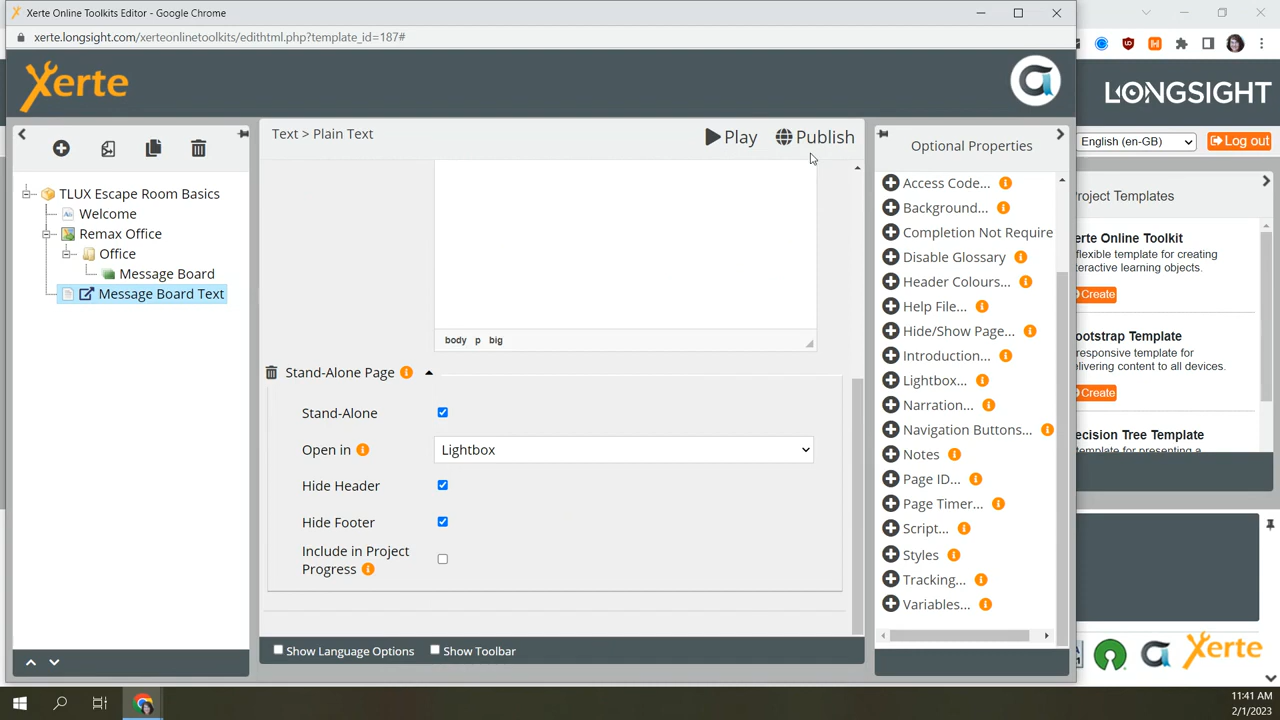 Xerte Online Toolkits Editor - Google Chrome
xerte.longsight.com/xerteonlinetoolkits/edithtml.php?template_id=187#
Xerte
LONGSIGHT
English (en-GB)
Log out
Text > Plain Text
Play
Publish
Optional Properties
TLUX Escape Room Basics
Welcome
Remax Office
Office
Message Board
Message Board Text
body p big
Stand-Alone Page
Stand-Alone
Open in
Lightbox
Hide Header
Hide Footer
Include in Project
Progress
Show Language Options
Show Toolbar
Access Code...
Background...
Completion Not Require
Disable Glossary
Header Colours...
Help File...
Hide/Show Page...
Introduction...
Lightbox...
Narration...
Navigation Buttons...
Notes
Page ID...
Page Timer...
Script...
Styles
Tracking...
Variables...
roject Templates
erte Online Toolkit
flexible template for creating
teractive learning objects.
Create
ootstrap Template
responsive template for
elivering content to all devices.
Create
ecision Tree Template
Xerte
11:41 AM
2/1/2023